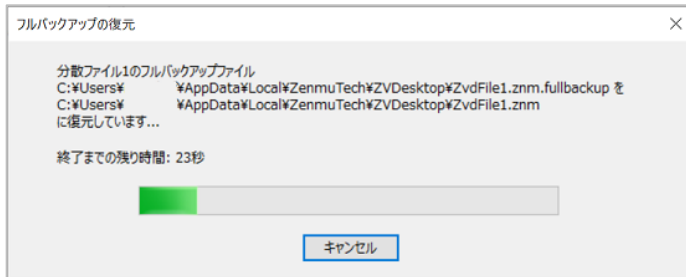 フルバックアップの復元
分散ファイル1のフルバックアップファイル
C:¥Users¥ ¥AppData¥Local¥ZenmuTech¥ZVDesktop¥ZvdFile1.znm.fullbackup を
C:¥Users¥ ¥AppData¥Local¥ZenmuTech¥ZVDesktop¥ZvdFile1.znm
に復元しています...
終了までの残り時間: 23秒
キャンセル